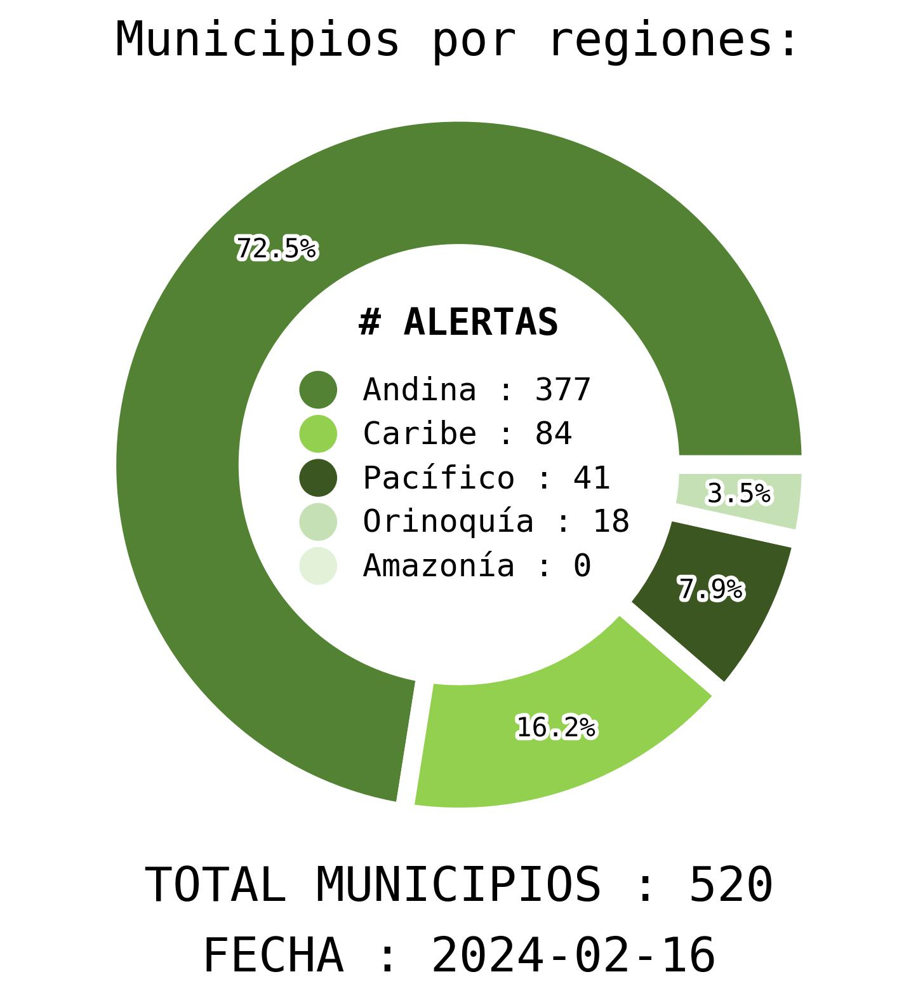 Municipios por regiones:
72.5%
# ALERTAS
Andina : 377
Caribe : 84
Pacífico : 41
Orinoquía : 18
Amazonía : 0
3.5%
7.9%
16.2%
TOTAL MUNICIPIOS : 520
FECHA : 2024-02-16